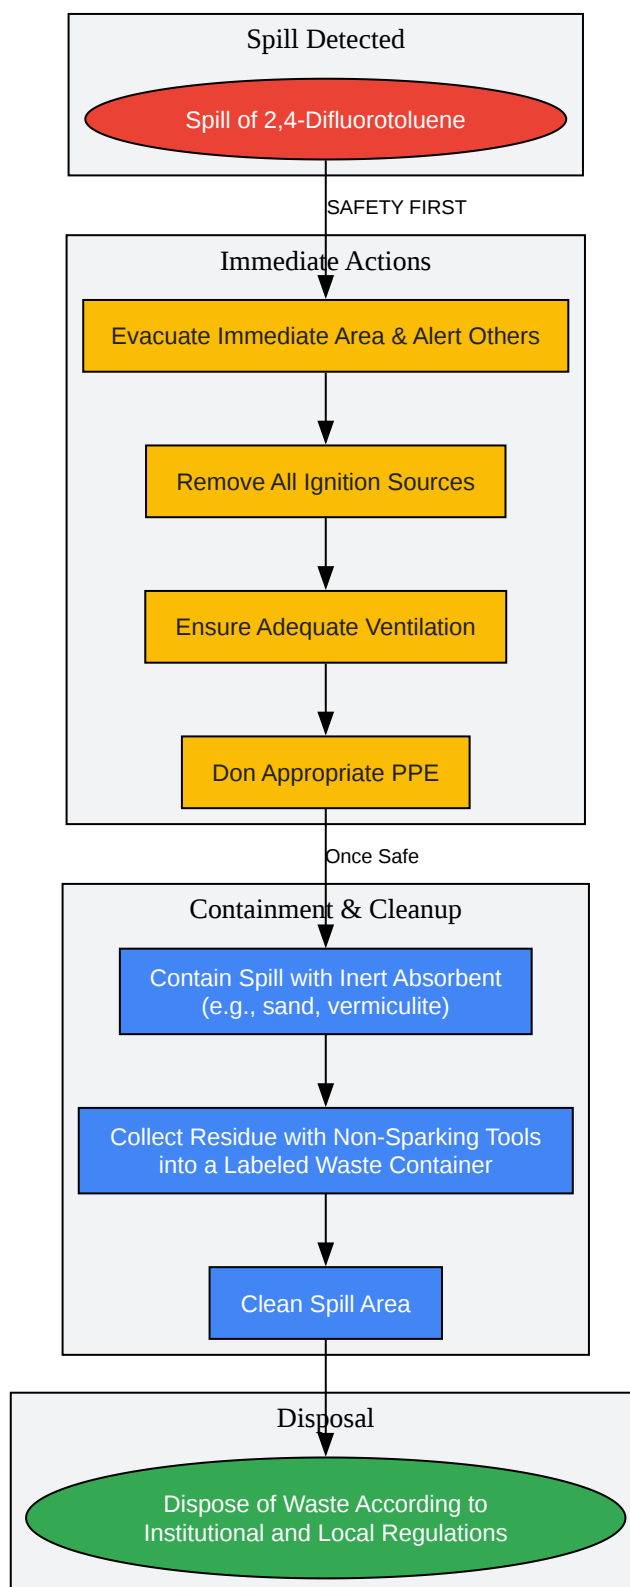 Spill Detected
Spill of 2,4-Difluorotoluene
SAFETY FIRST
Immediate Actions
Evacuate Immediate Area & Alert Others
Remove All Ignition Sources
Ensure Adequate Ventilation
Don Appropriate PPE
Once Safe
Containment & Cleanup
Contain Spill with Inert Absorbent
(e.g., sand, vermiculite)
Collect Residue with Non-Sparking Tools
into a Labeled Waste Container
Clean Spill Area
Disposal
Dispose of Waste According to
Institutional and Local Regulations